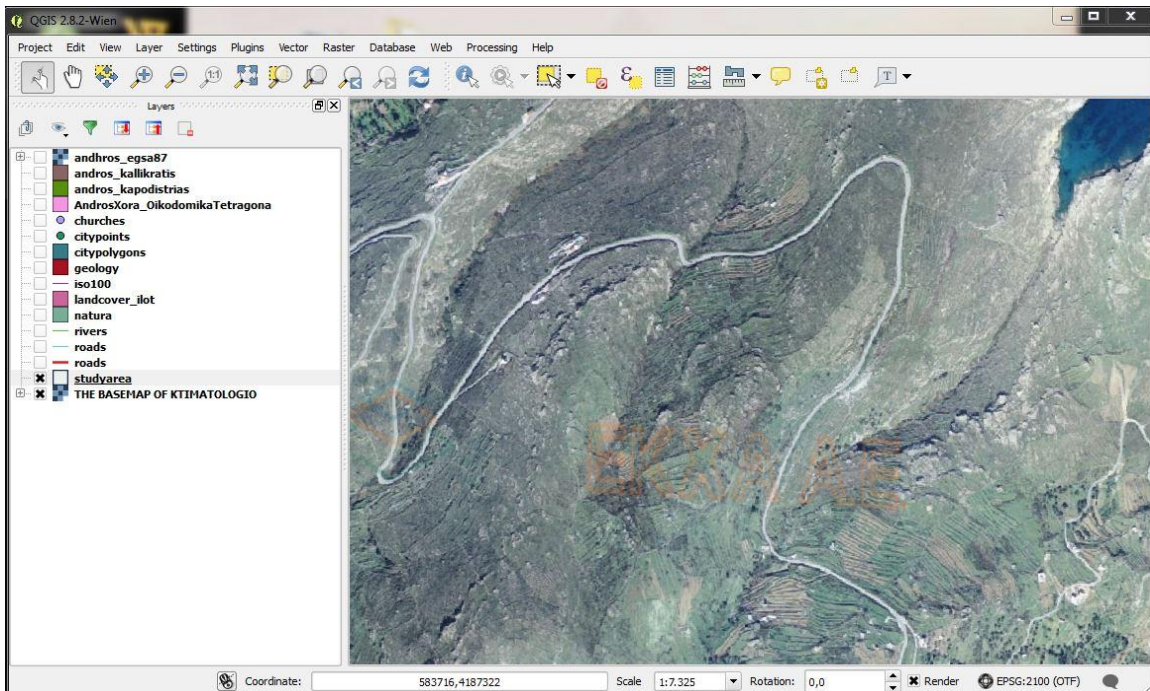 QGIS 2.8.2-Wien
Project Edit View Layer Settings Plugins Vector Raster Database Web Processing Help
Layers
andhros_egsa87
andros_kallikratis
andros_kapodistrias
AndrosXora_OikodomikaTetragona
churches
citypoints
citypolygons
geology
iso100
landcover_ilot
natura
rivers
roads
roads
studyarea
THE BASEMAP OF KTIMATOLOGIO
EKXA AE
Coordinate: 583716,4187322 Scale 1:7.325 Rotation: 0,0 Render EPSG:2100 (OTF)